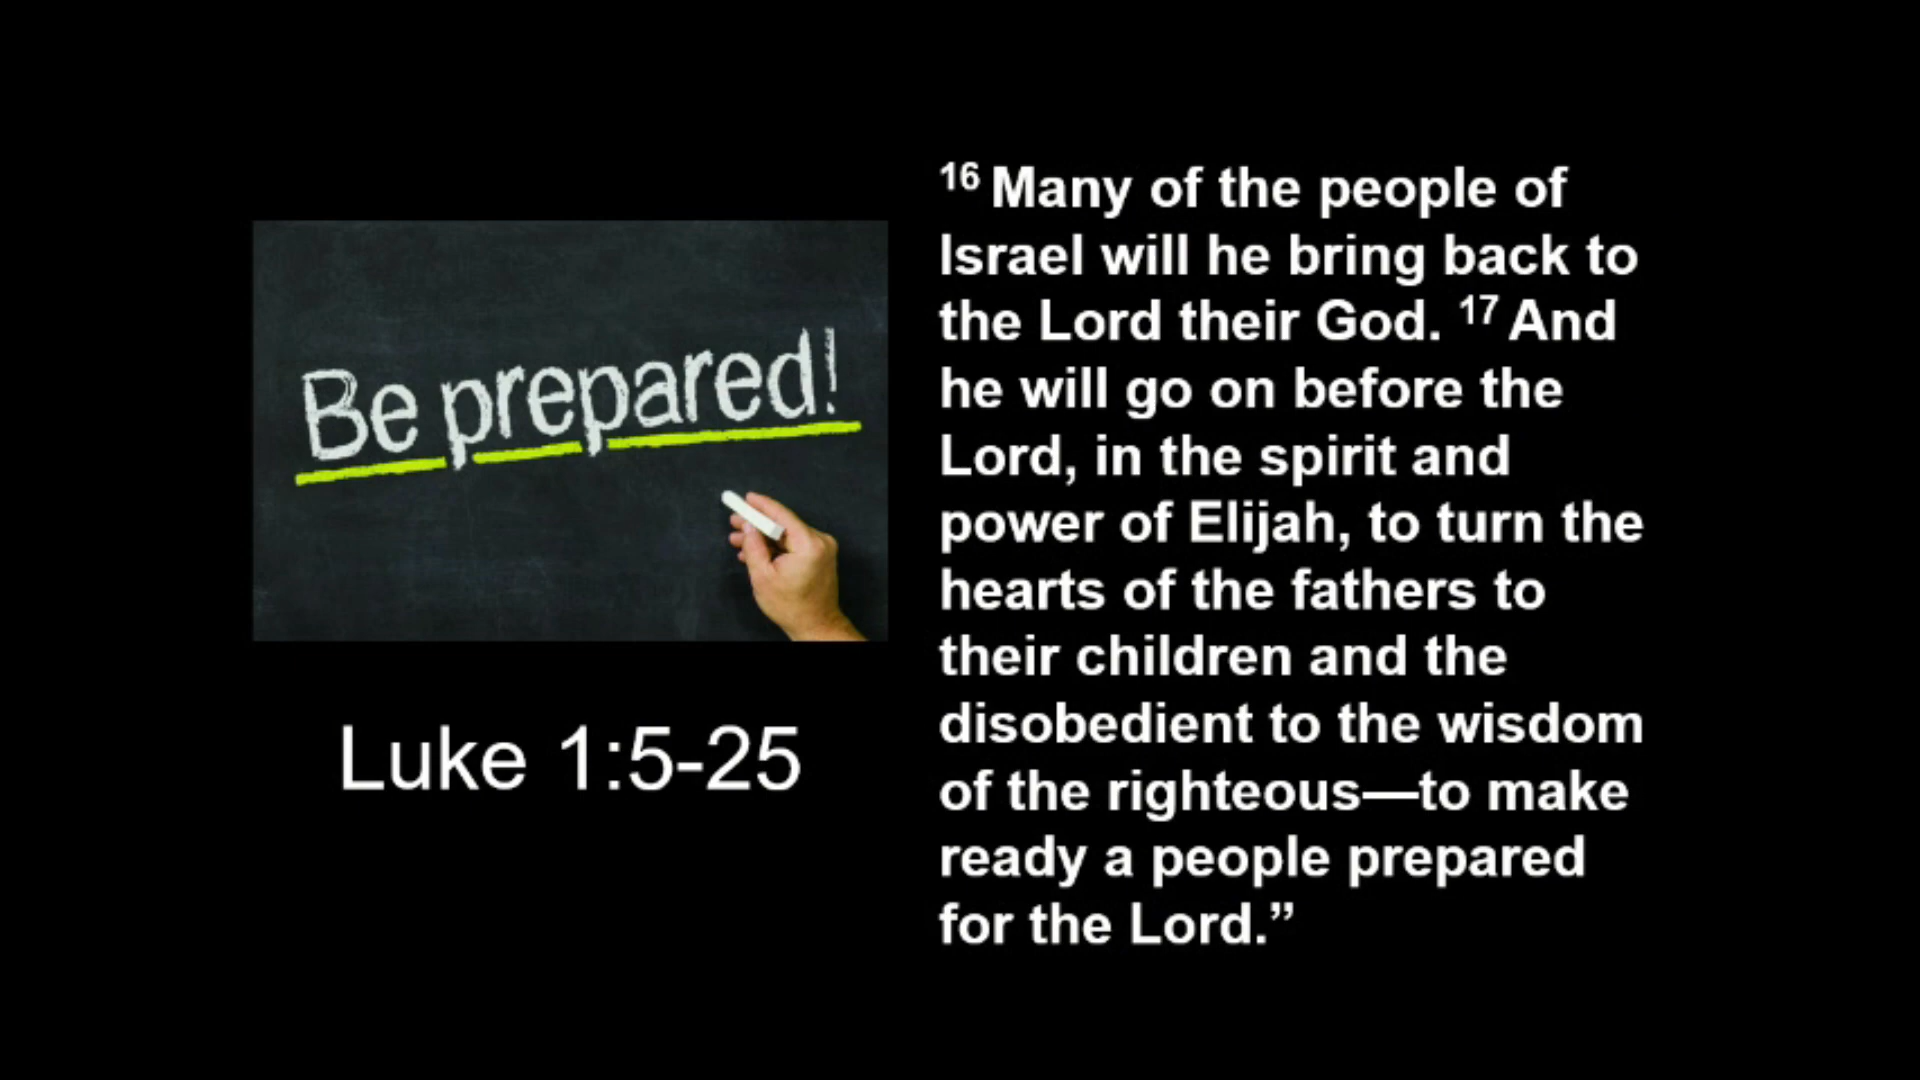 Be prepared!
Luke 1:5-25
16 Many of the people of
Israel will he bring back to
the Lord their God. 17 And
he will go on before the
Lord, in the spirit and
power of Elijah, to turn the
hearts of the fathers to
their children and the
disobedient to the wisdom
of the righteous—to make
ready a people prepared
for the Lord.”